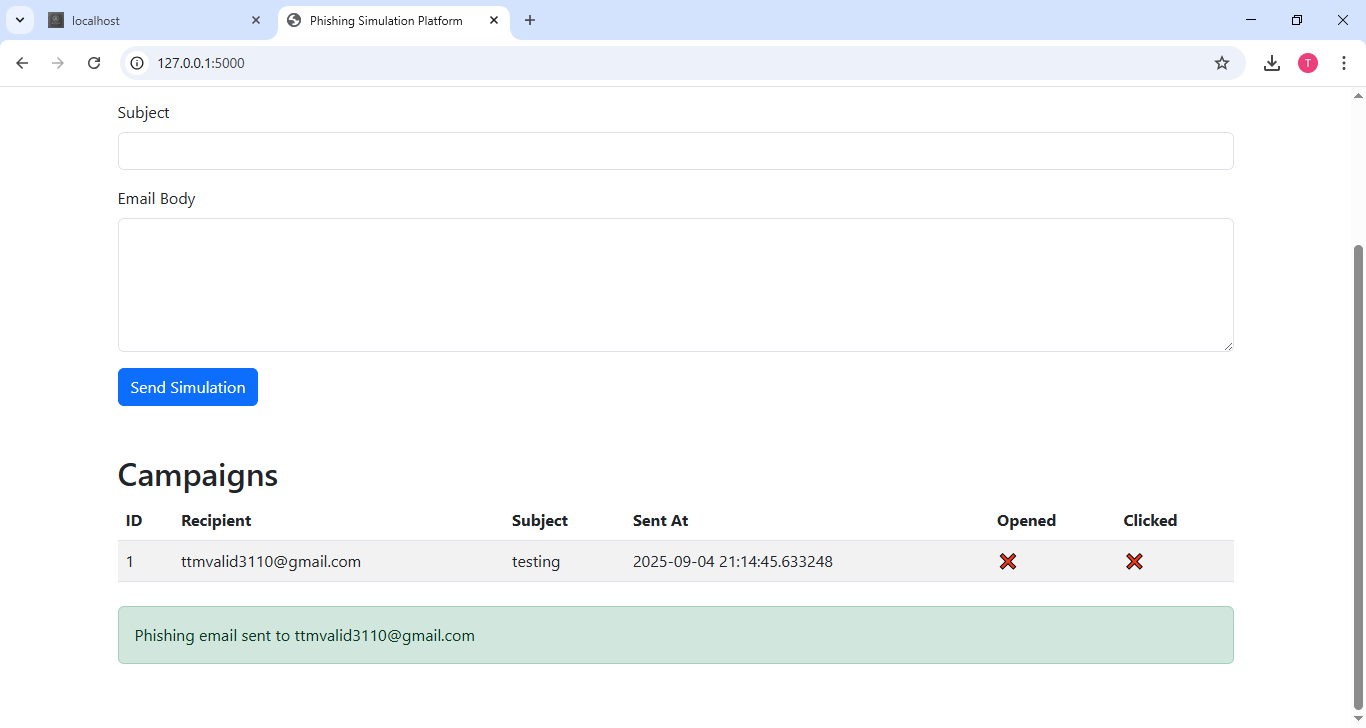 localhost
Phishing Simulation Platform
127.0.0.1:5000
T
Subject
Email Body
Send Simulation
Campaigns
ID Recipient Subject Sent At Opened Clicked
1 ttmvalid3110@gmail.com testing 2025-09-04 21:14:45.633248
Phishing email sent to ttmvalid3110@gmail.com